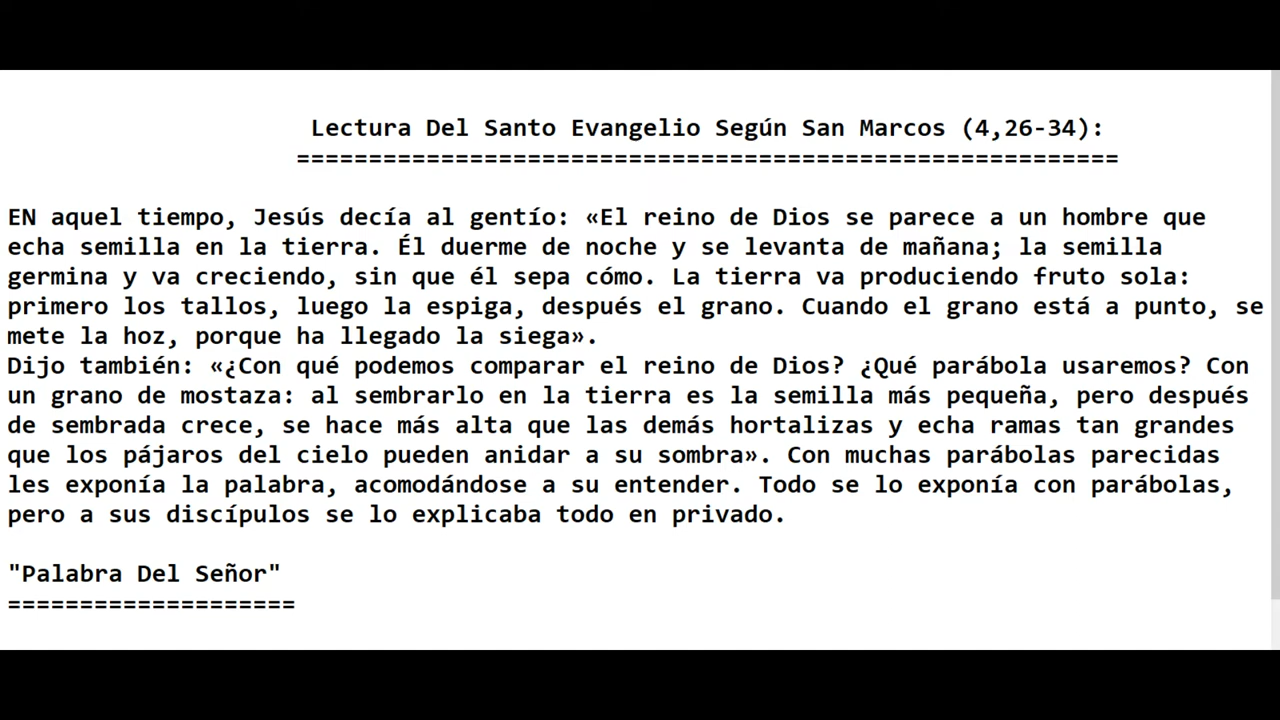 Lectura Del Santo Evangelio Según San Marcos (4,26-34):
=========================================================
EN aquel tiempo, Jesús decía al gentío: «El reino de Dios se parece a un hombre que
echa semilla en la tierra. Él duerme de noche y se levanta de mañana; la semilla
germina y va creciendo, sin que él sepa cómo. La tierra va produciendo fruto sola:
primero los tallos, luego la espiga, después el grano. Cuando el grano está a punto, se
mete la hoz, porque ha llegado la siega».
Dijo también: «¿Con qué podemos comparar el reino de Dios? ¿Qué parábola usaremos? Con
un grano de mostaza: al sembrarlo en la tierra es la semilla más pequeña, pero después
de sembrada crece, se hace más alta que las demás hortalizas y echa ramas tan grandes
que los pájaros del cielo pueden anidar a su sombra». Con muchas parábolas parecidas
les exponía la palabra, acomodándose a su entender. Todo se lo exponía con parábolas,
pero a sus discípulos se lo explicaba todo en privado.
"Palabra Del Señor"
====================